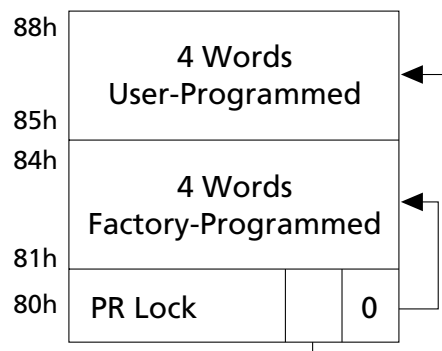 88h
4 Words
User-Programmed
85h
84h
4 Words
Factory-Programmed
81h
80h PR Lock 0